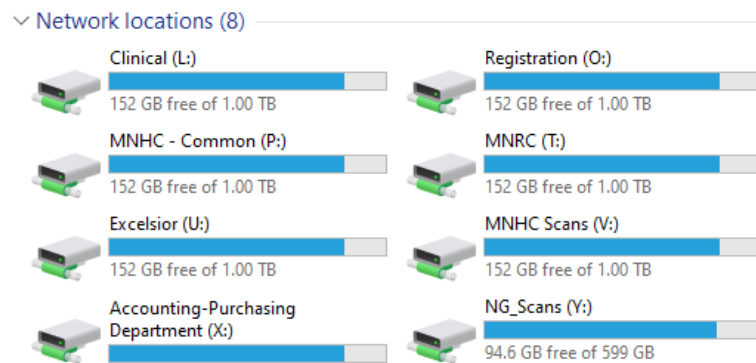 Network locations (8)
Clinical (L:)
152 GB free of 1.00 TB
Registration (O:)
152 GB free of 1.00 TB
MNHC - Common (P:)
152 GB free of 1.00 TB
MNRC (T:)
152 GB free of 1.00 TB
Excelsior (U:)
152 GB free of 1.00 TB
MNHC Scans (V:)
152 GB free of 1.00 TB
Accounting-Purchasing
Department (X:)
NG_Scans (Y:)
94.6 GB free of 599 GB